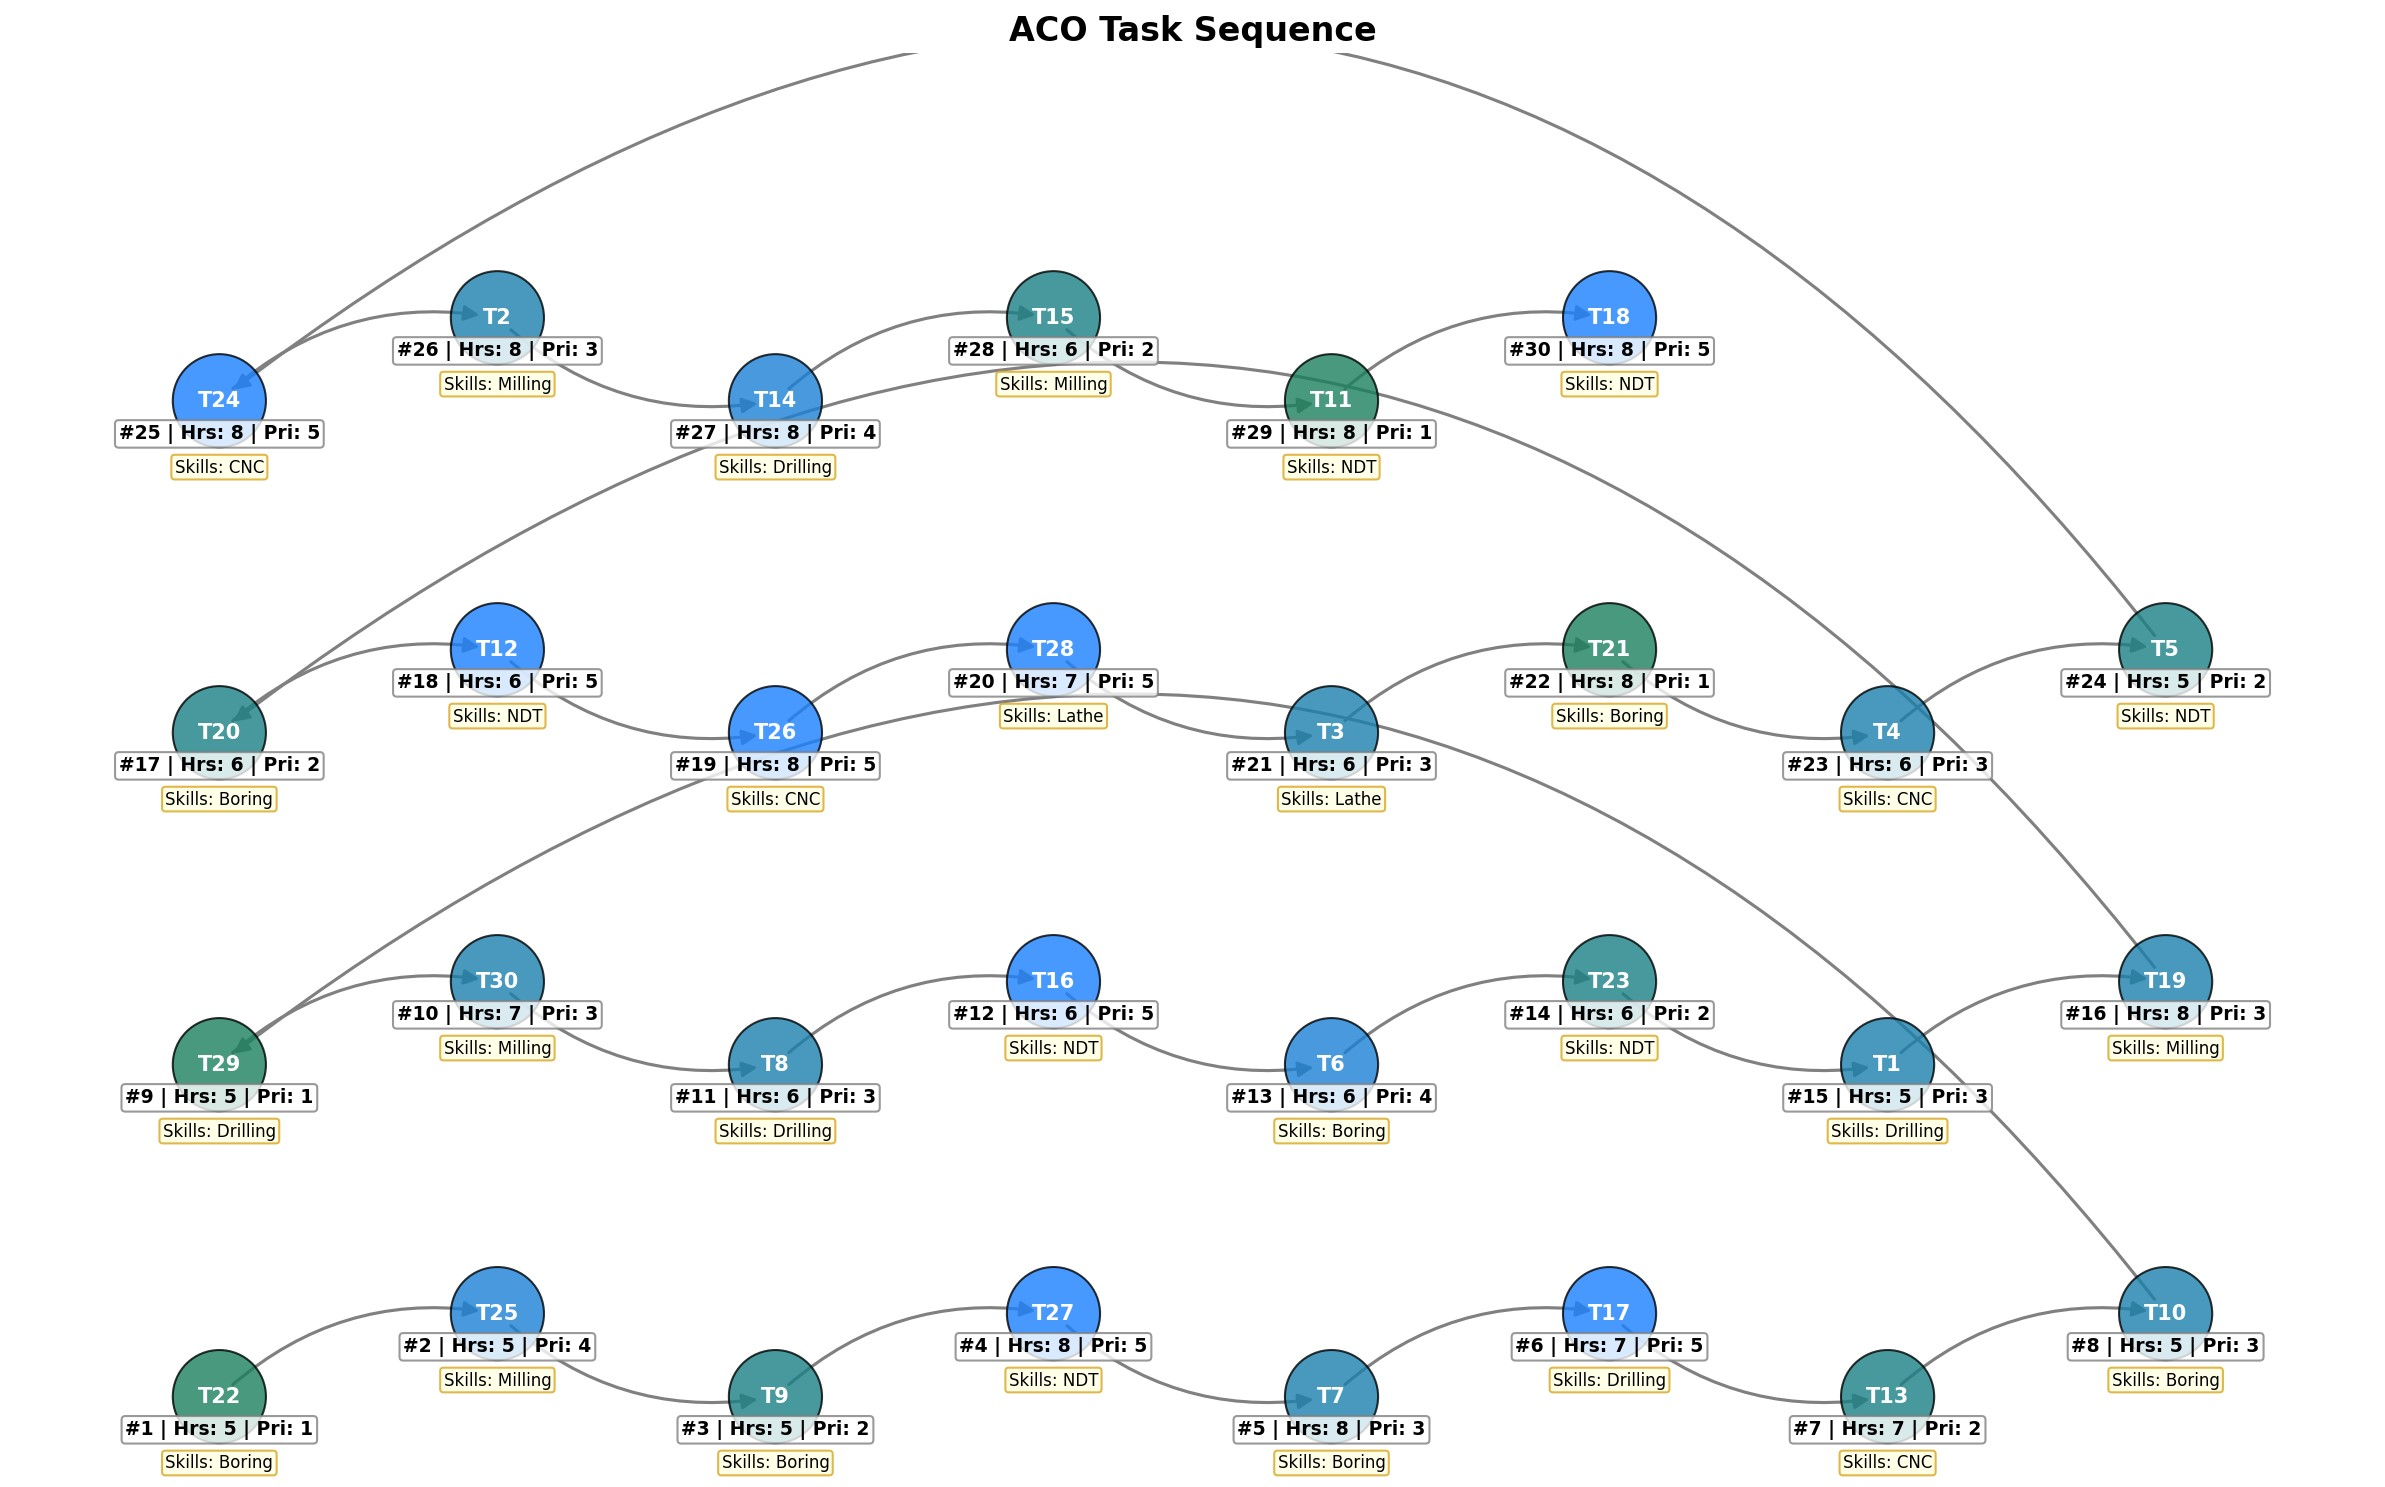 ACO Task Sequence
T2
#26 | Hrs: 8 | Pri: 3
Skills: Milling
T15
#28 | Hrs: 6 | Pri: 2
Skills: Milling
T18
#30 | Hrs: 8 | Pri: 5
Skills: NDT
T24
#25 | Hrs: 8 | Pri: 5
Skills: CNC
T14
#27 | Hrs: 8 | Pri: 4
Skills: Drilling
T11
#29 | Hrs: 8 | Pri: 1
Skills: NDT
T12
#18 | Hrs: 6 | Pri: 5
Skills: NDT
T28
#20 | Hrs: 7 | Pri: 5
Skills: Lathe
T21
#22 | Hrs: 8 | Pri: 1
Skills: Boring
T5
#24 | Hrs: 5 | Pri: 2
Skills: NDT
T20
#17 | Hrs: 6 | Pri: 2
Skills: Boring
T26
#19 | Hrs: 8 | Pri: 5
Skills: CNC
T3
#21 | Hrs: 6 | Pri: 3
Skills: Lathe
T4
#23 | Hrs: 6 | Pri: 3
Skills: CNC
T30
#10 | Hrs: 7 | Pri: 3
Skills: Milling
T16
#12 | Hrs: 6 | Pri: 5
Skills: NDT
T23
#14 | Hrs: 6 | Pri: 2
Skills: NDT
T19
#16 | Hrs: 8 | Pri: 3
Skills: Milling
T29
#9 | Hrs: 5 | Pri: 1
Skills: Drilling
T8
#11 | Hrs: 6 | Pri: 3
Skills: Drilling
T6
#13 | Hrs: 6 | Pri: 4
Skills: Boring
T1
#15 | Hrs: 5 | Pri: 3
Skills: Drilling
T25
#2 | Hrs: 5 | Pri: 4
Skills: Milling
T27
#4 | Hrs: 8 | Pri: 5
Skills: NDT
T17
#6 | Hrs: 7 | Pri: 5
Skills: Drilling
T10
#8 | Hrs: 5 | Pri: 3
Skills: Boring
T22
#1 | Hrs: 5 | Pri: 1
Skills: Boring
T9
#3 | Hrs: 5 | Pri: 2
Skills: Boring
T7
#5 | Hrs: 8 | Pri: 3
Skills: Boring
T13
#7 | Hrs: 7 | Pri: 2
Skills: CNC